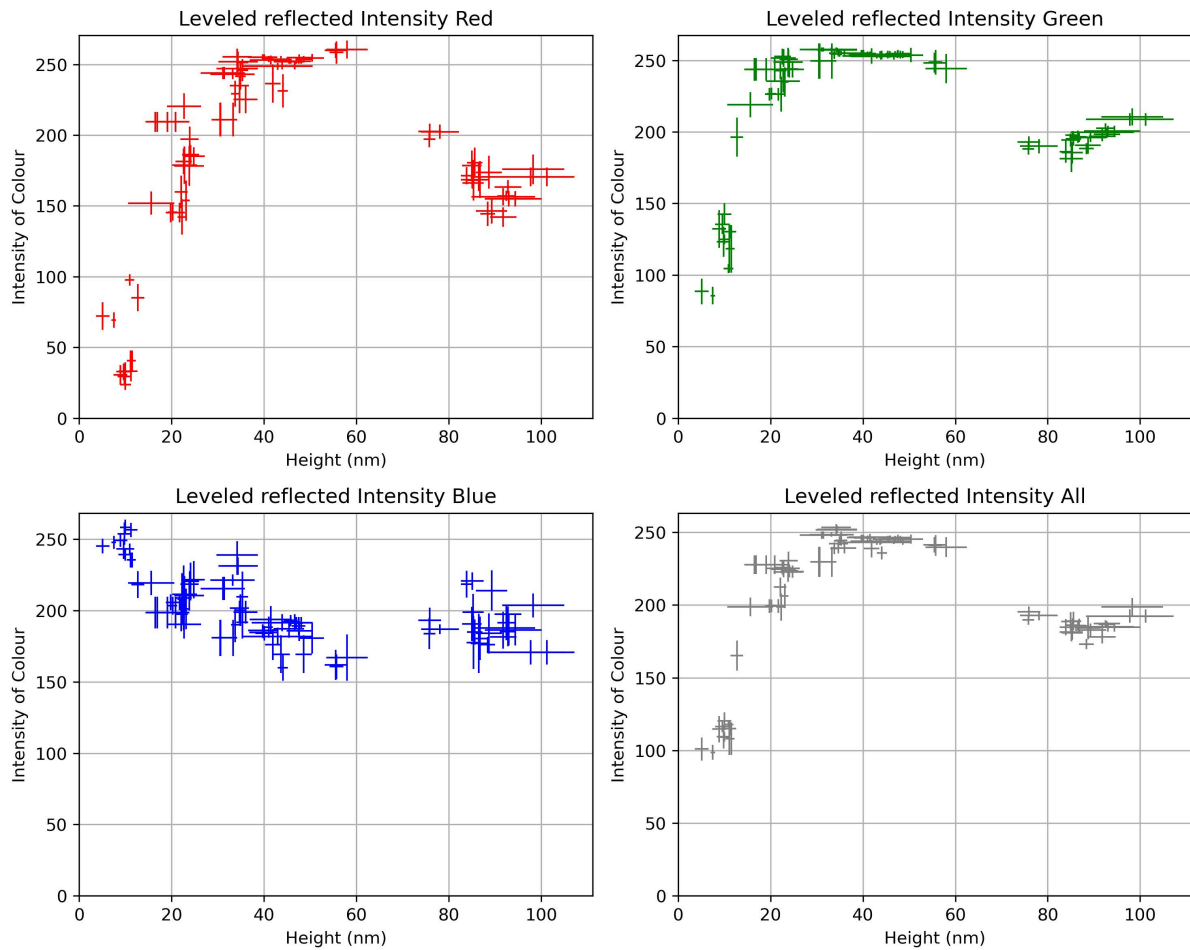 Leveled reflected Intensity Red
Intensity of Colour
250
200
150
100
50
0
0 20 40 60 80 100
Height (nm)
Leveled reflected Intensity Green
Intensity of Colour
250
200
150
100
50
0
0 20 40 60 80 100
Height (nm)
Leveled reflected Intensity Blue
Intensity of Colour
250
200
150
100
50
0
0 20 40 60 80 100
Height (nm)
Leveled reflected Intensity All
Intensity of Colour
250
200
150
100
50
0
0 20 40 60 80 100
Height (nm)